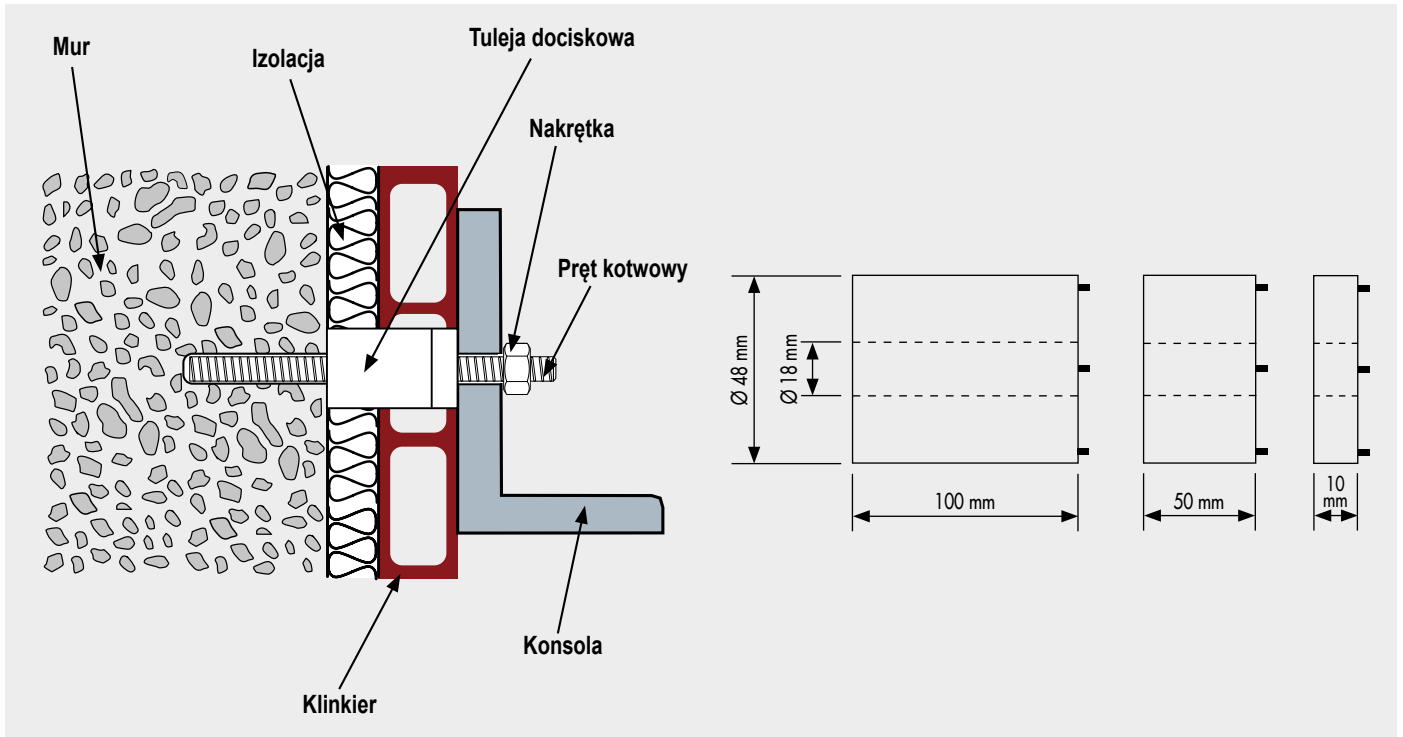 Mur
Izolacja
Tuleja dociskowa
Nakrętka
Pręt kotwowy
Konsola
Klinkier
Ø 48 mm
Ø 18 mm
100 mm
50 mm
10
mm